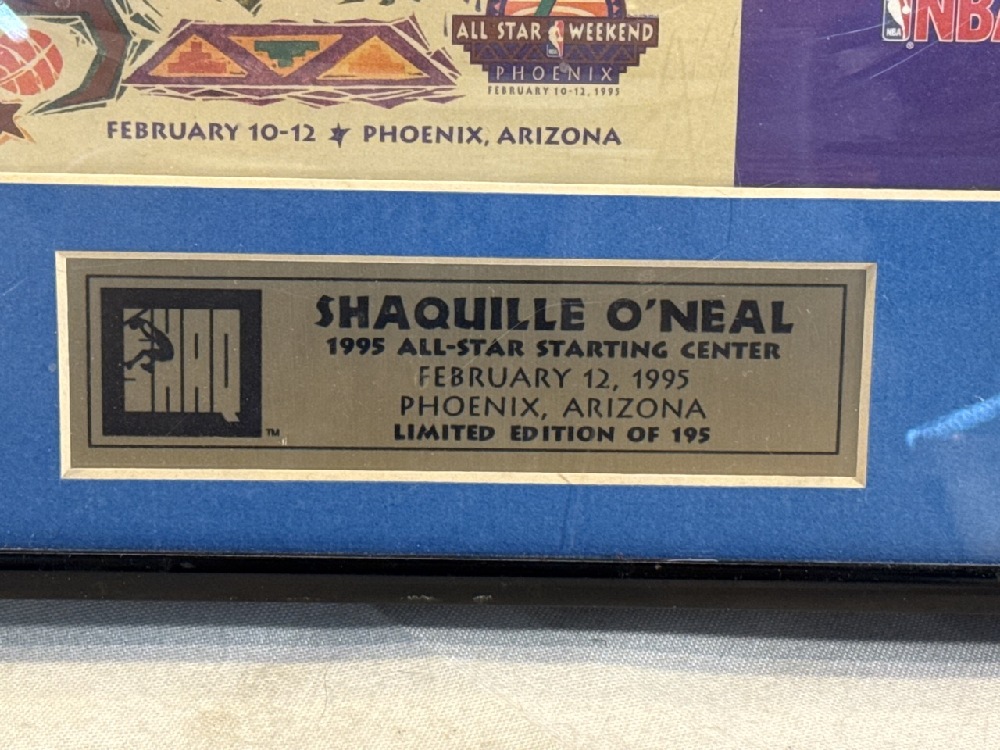 ALL STAR WEEKEND
PHOENIX
FEBRUARY 10-12, 1995
NBA
NBA
FEBRUARY 10-12 ★ PHOENIX, ARIZONA
SHAQ
TM
SHAQUILLE O'NEAL
1995 ALL-STAR STARTING CENTER
FEBRUARY 12, 1995
PHOENIX, ARIZONA
LIMITED EDITION OF 195